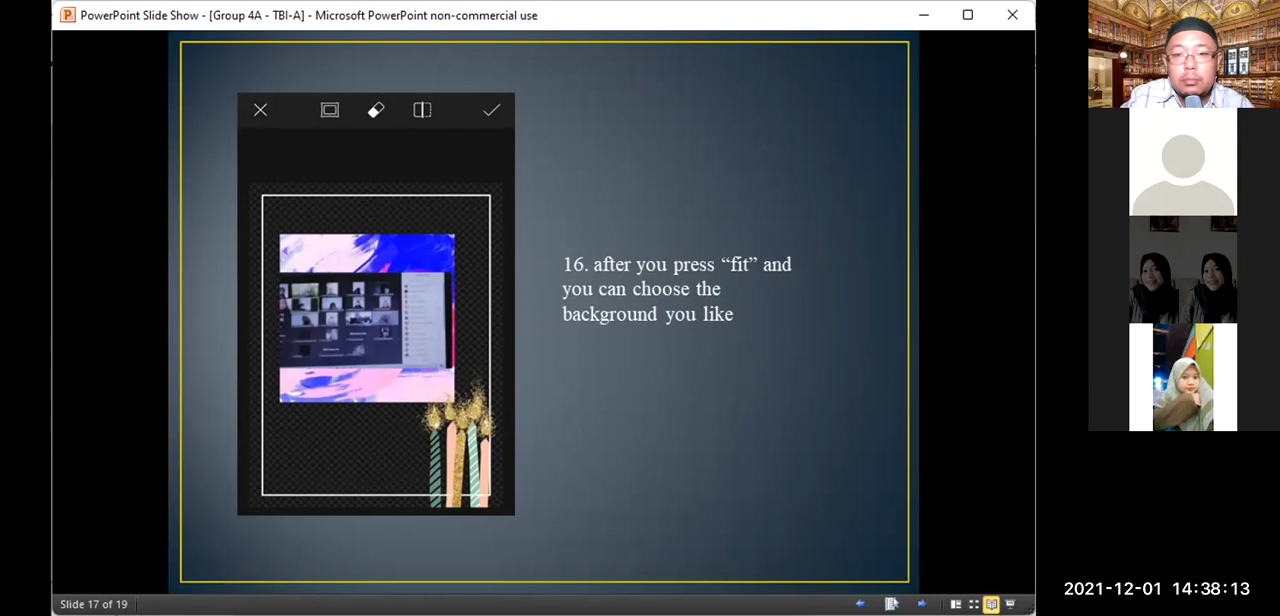 PowerPoint Slide Show - [Group 4A - TBI-A] - Microsoft PowerPoint non-commercial use
16. after you press “fit” and
you can choose the
background you like
Slide 17 of 19
2021-12-01 14:38:13